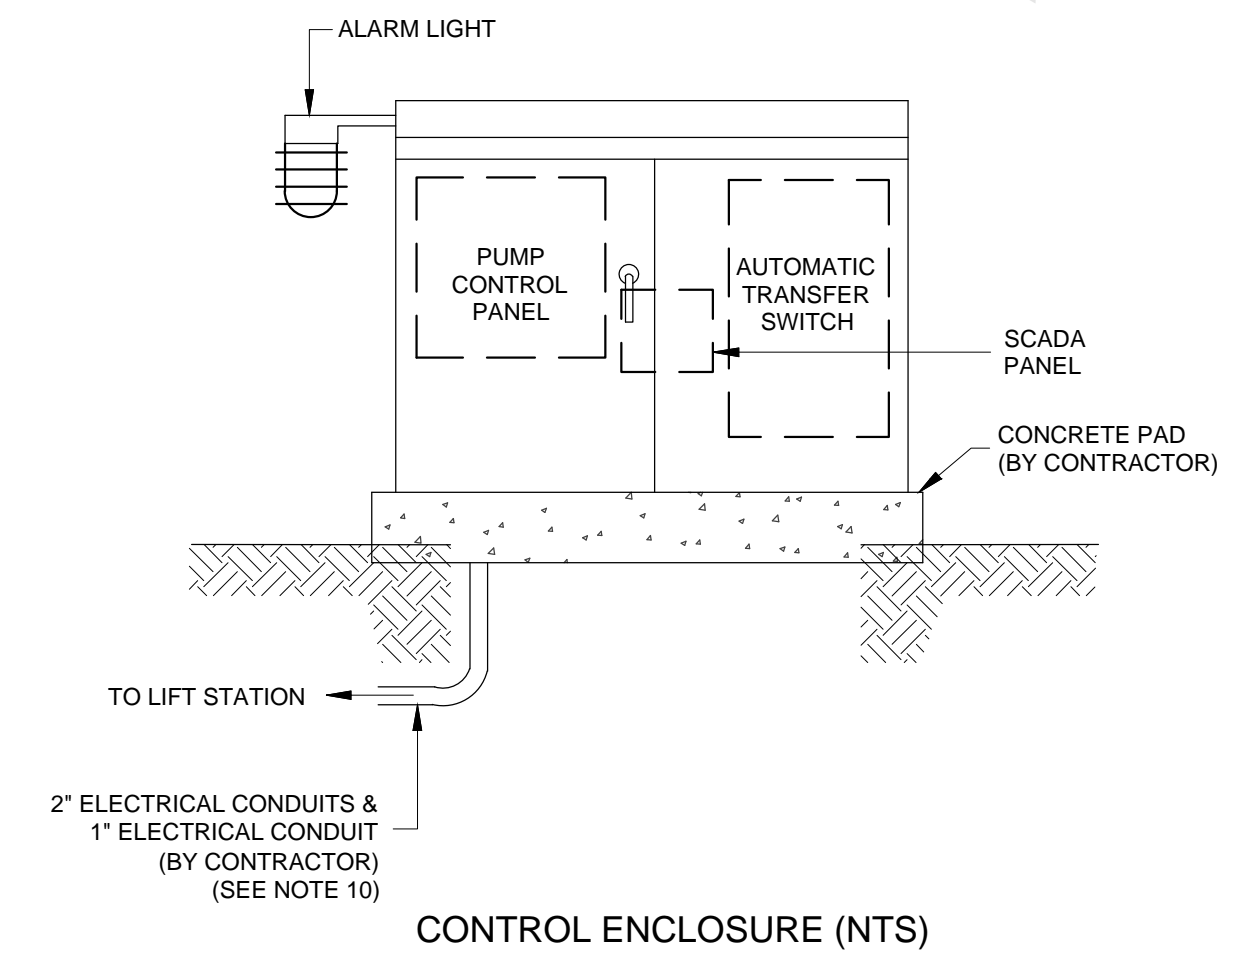 ALARM LIGHT
PUMP
CONTROL
PANEL
AUTOMATIC
TRANSFER
SWITCH
SCADA
PANEL
CONCRETE PAD
(BY CONTRACTOR)
TO LIFT STATION
2" ELECTRICAL CONDUITS &
1" ELECTRICAL CONDUIT
(BY CONTRACTOR)
(SEE NOTE 10)
CONTROL ENCLOSURE (NTS)